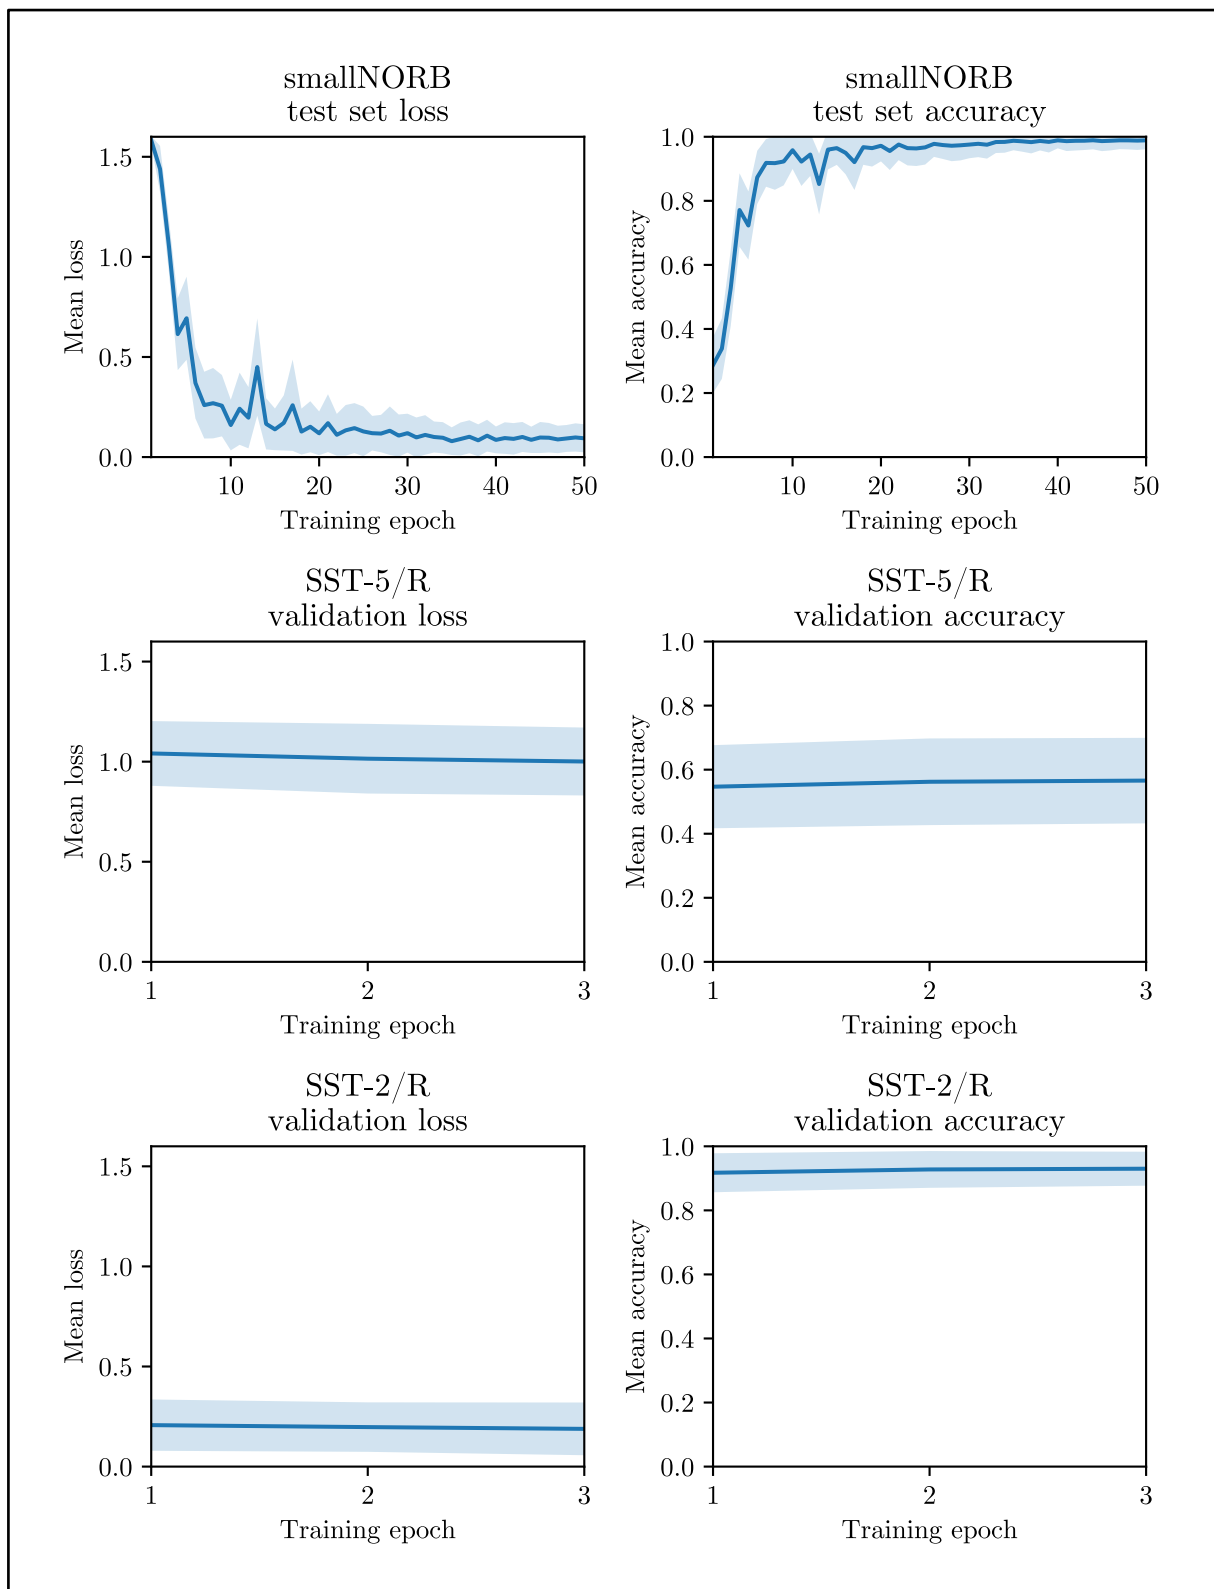 smallNORB
test set loss
1.5
1.0
0.5
0.0
Mean loss
10 20 30 40 50
Training epoch
smallNORB
test set accuracy
1.0
0.8
0.6
0.4
0.2
0.0
Mean accuracy
10 20 30 40 50
Training epoch
SST-5/R
validation loss
1.5
1.0
0.5
0.0
Mean loss
1 2 3
Training epoch
SST-5/R
validation accuracy
1.0
0.8
0.6
0.4
0.2
0.0
Mean accuracy
1 2 3
Training epoch
SST-2/R
validation loss
1.5
1.0
0.5
0.0
Mean loss
1 2 3
Training epoch
SST-2/R
validation accuracy
1.0
0.8
0.6
0.4
0.2
0.0
Mean accuracy
1 2 3
Training epoch